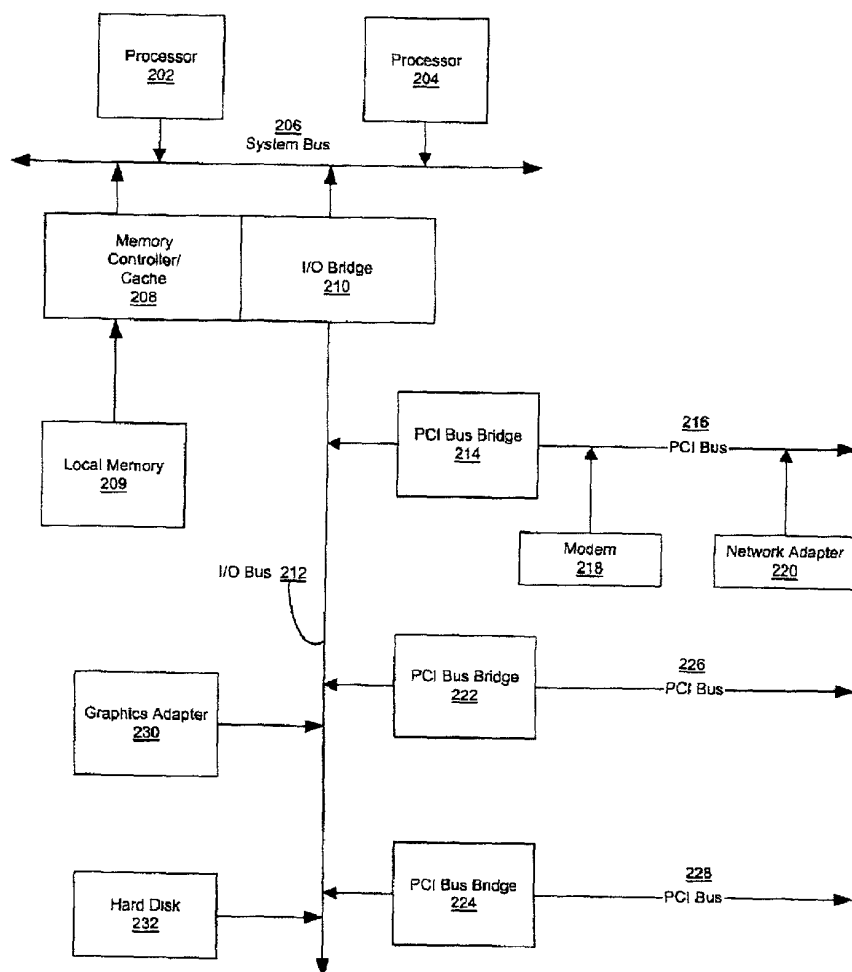 Processor
202
Processor
204
206
System Bus
Memory
Controller/
Cache
208
I/O Bridge
210
Local Memory
209
PCI Bus Bridge
214
216
PCI Bus
Modem
218
Network Adapter
220
I/O Bus 212
PCI Bus Bridge
222
226
PCI Bus
Graphics Adapter
230
PCI Bus Bridge
224
228
PCI Bus
Hard Disk
232